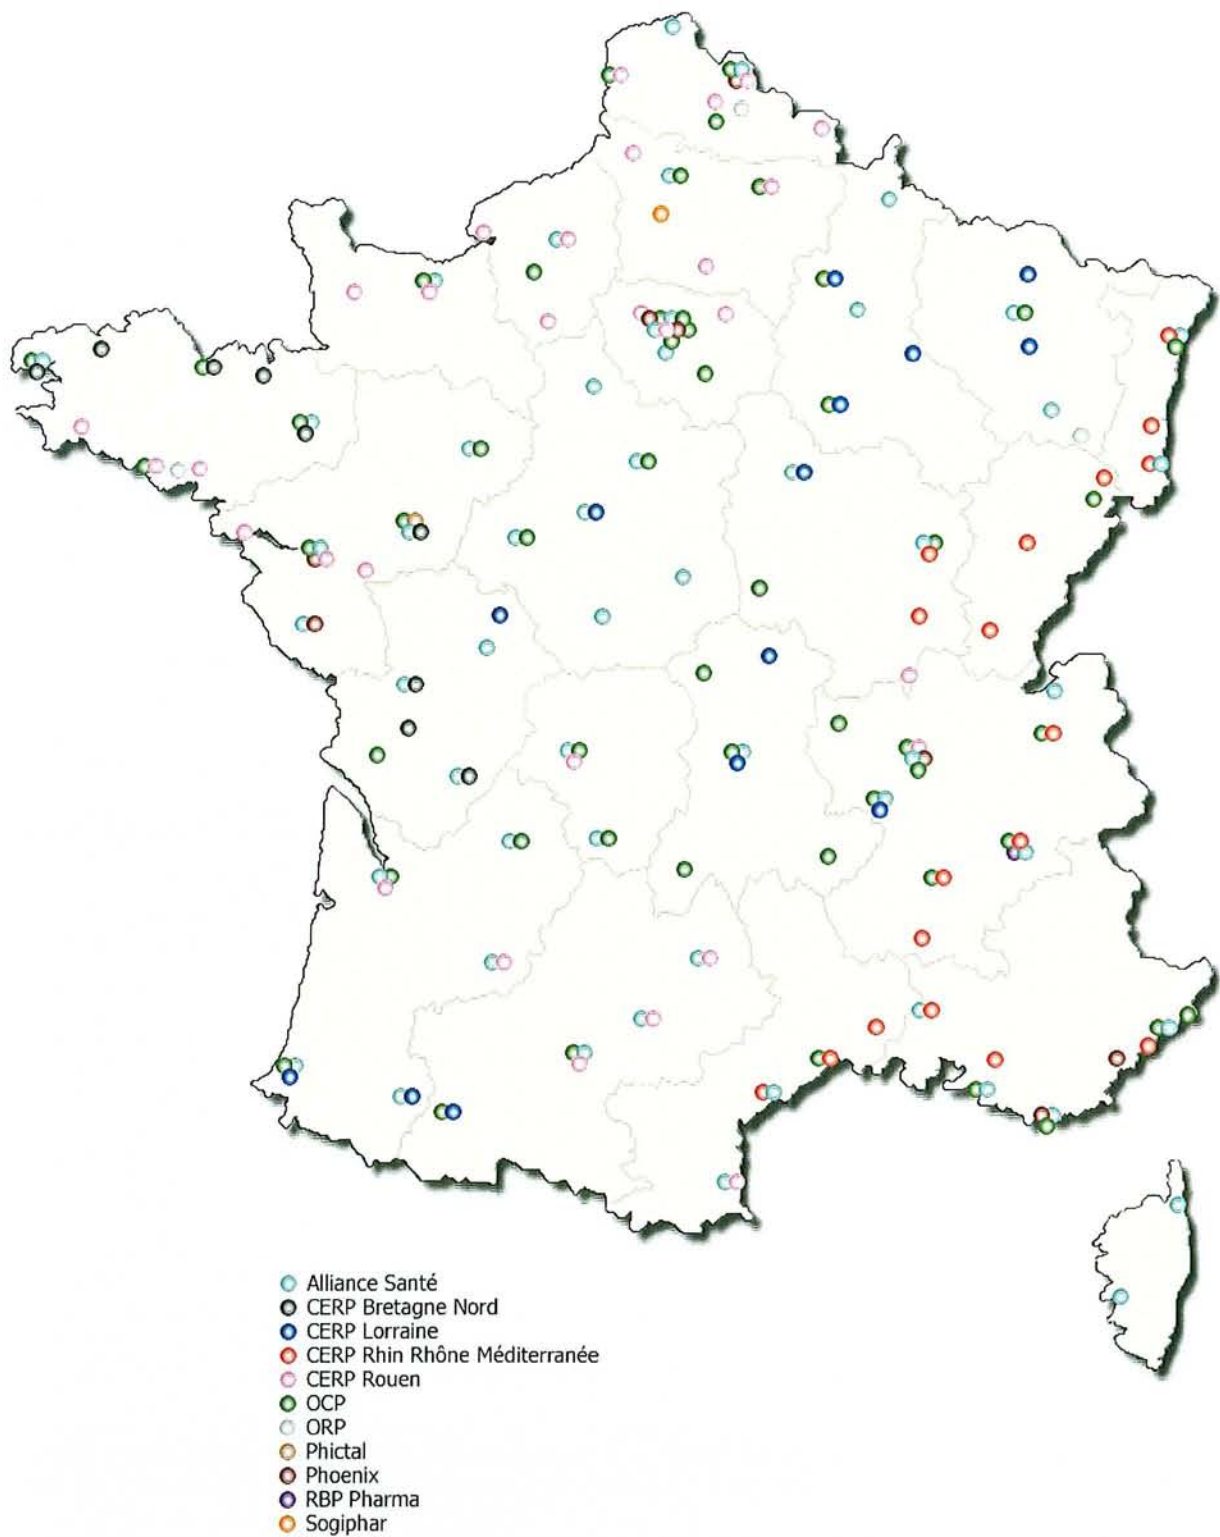 Alliance Santé
CERP Bretagne Nord
CERP Lorraine
CERP Rhin Rhône Méditerranée
CERP Rouen
OCP
ORP
Phictal
Phoenix
RBP Pharma
Sogiphar